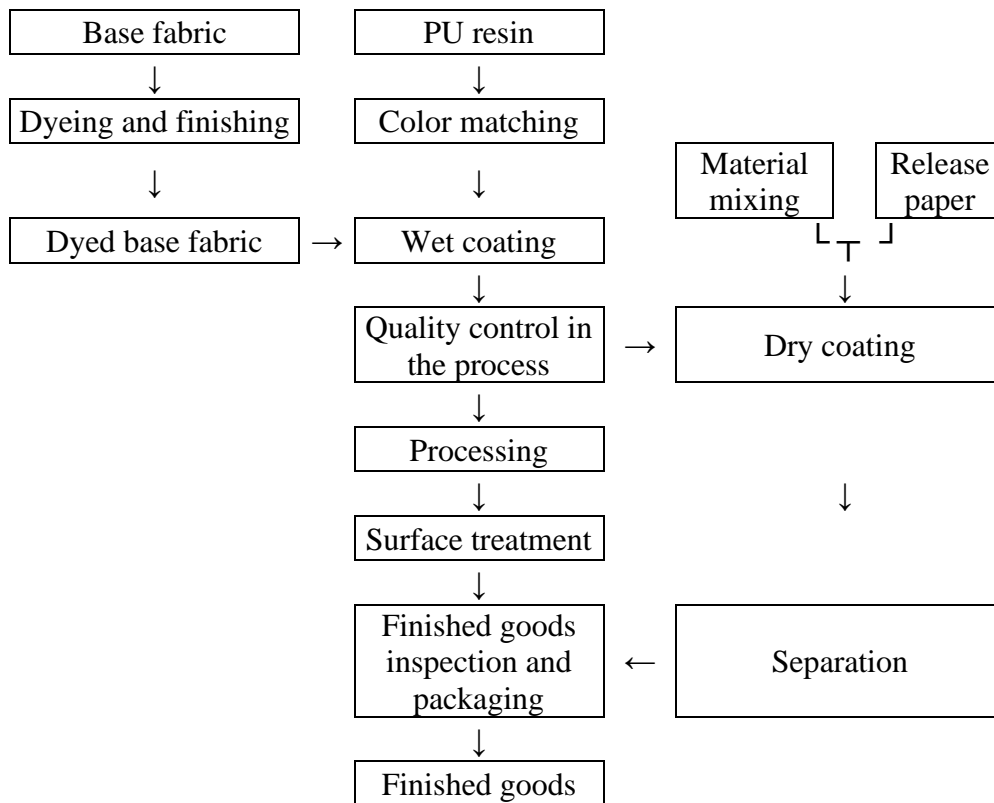 Base fabric
PU resin
Dyeing and finishing
Color matching
Material
mixing
Release
paper
Dyed base fabric
Wet coating
Quality control in
the process
Dry coating
Processing
Surface treatment
Finished goods
inspection and
packaging
Separation
Finished goods